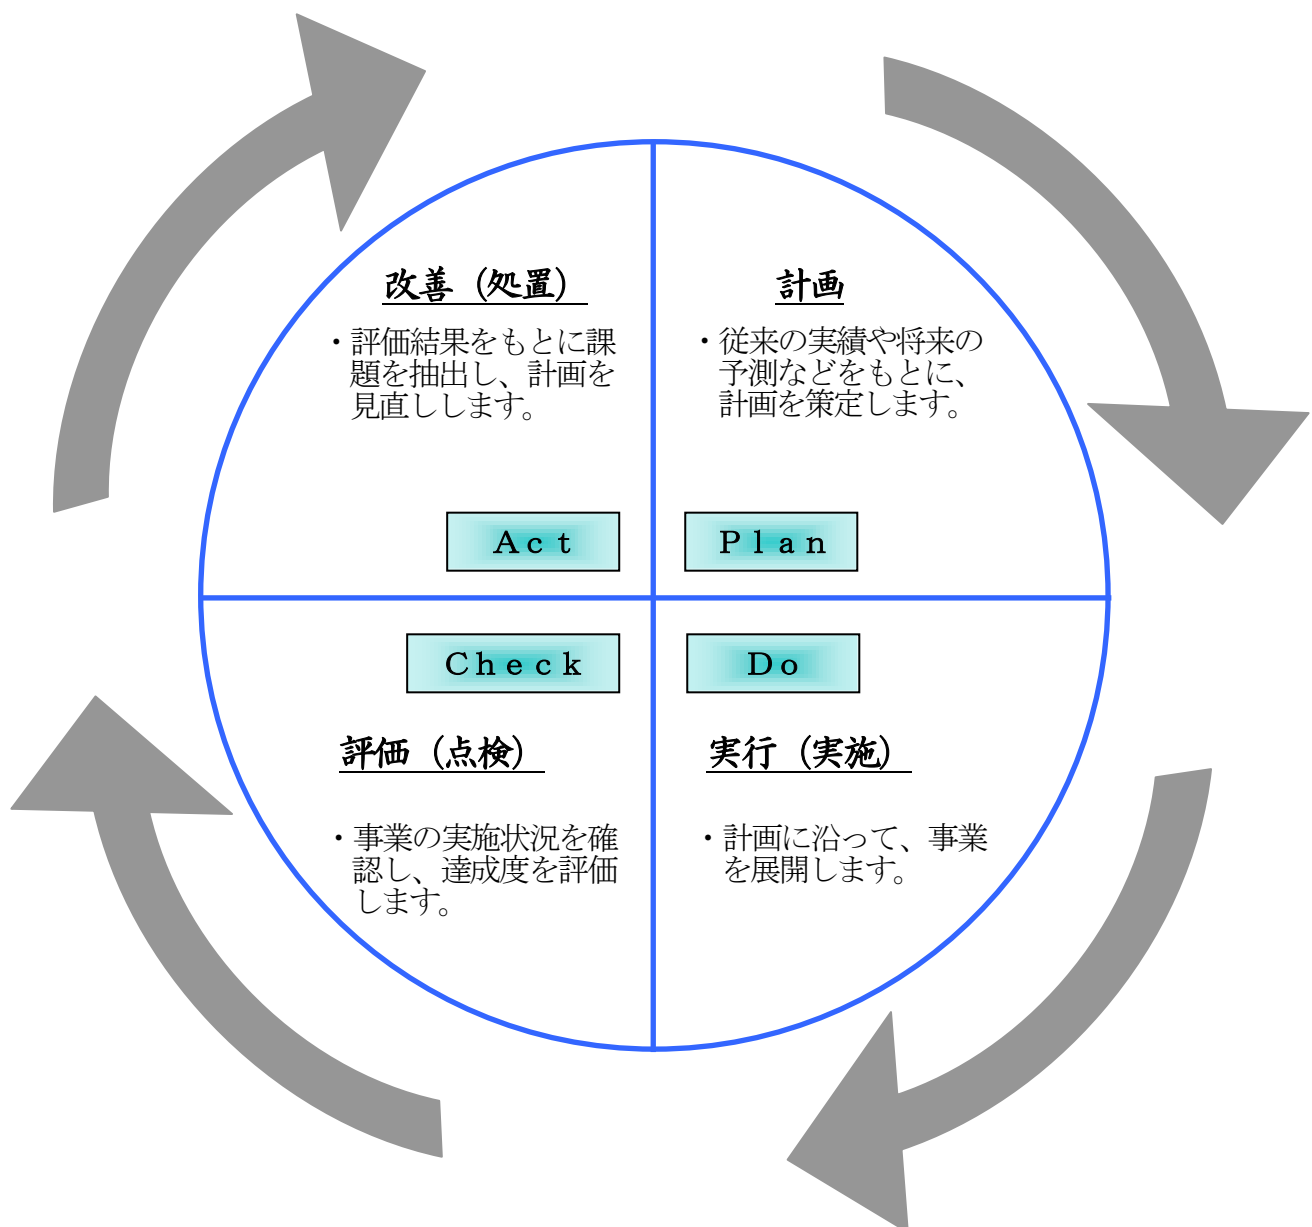 改善（処置）
・評価結果をもとに課
題を抽出し、計画を
見直しします。
Ａｃｔ
計画
・従来の実績や将来の
予測などをもとに、
計画を策定します。
Ｐｌａｎ
Ｃｈｅｃｋ
評価（点検）
・事業の実施状況を確
認し、達成度を評価
します。
Ｄｏ
実行（実施）
・計画に沿って、事業
を展開します。